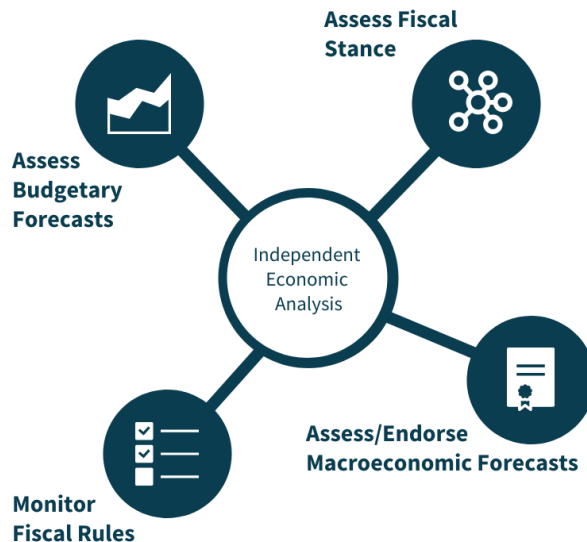 Assess Fiscal
Stance
Assess
Budgetary
Forecasts
Independent
Economic
Analysis
Assess/Endorse
Macroeconomic Forecasts
Monitor
Fiscal Rules